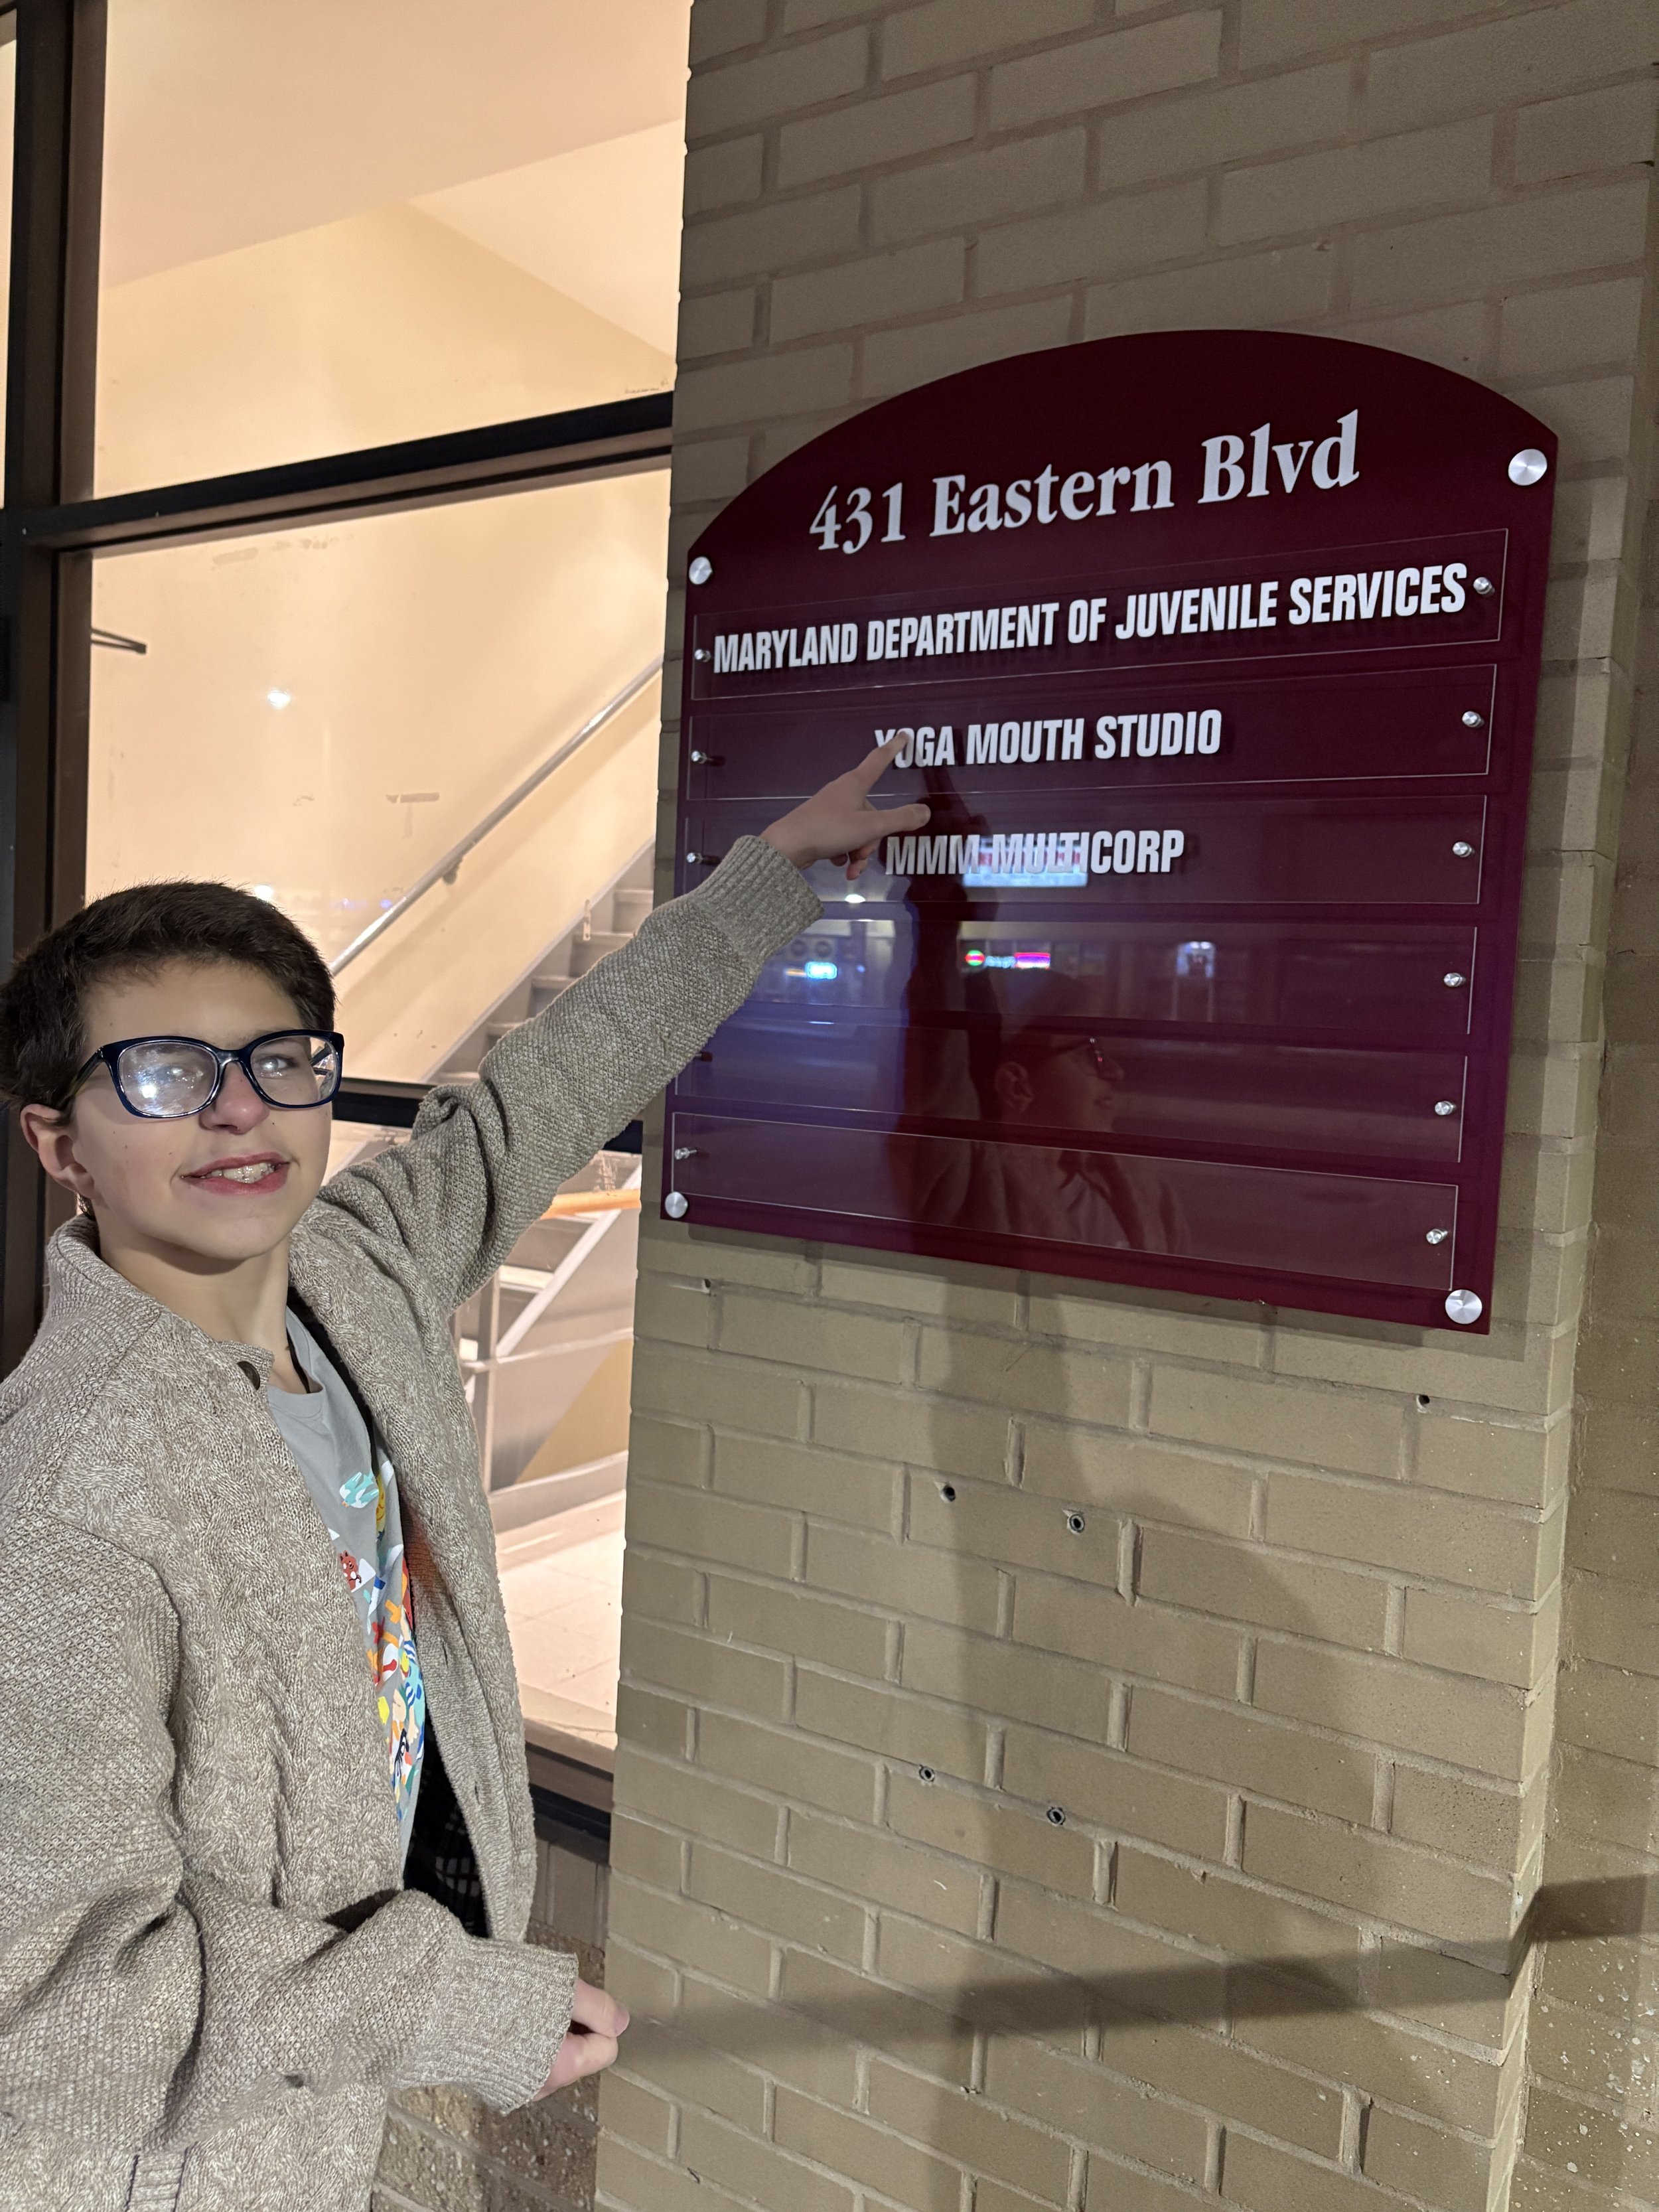 431 Eastern Blvd
MARYLAND DEPARTMENT OF JUVENILE SERVICES
YOGA MOUTH STUDIO
MMM MULTICORP